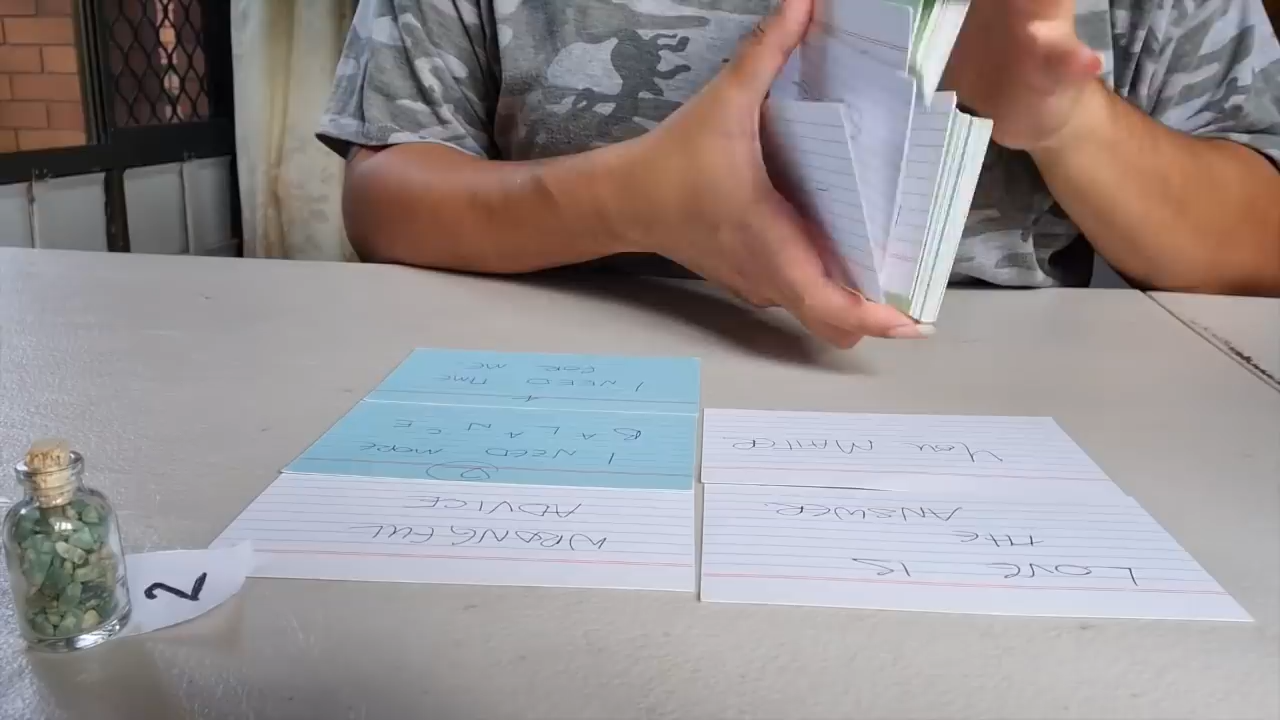 I NEED TIME
FOR ME
I NEED MORE
BALANCE
WRONGFUL
ADVICE
YOU MATTER
LOVE IS
THE
ANSWER
2